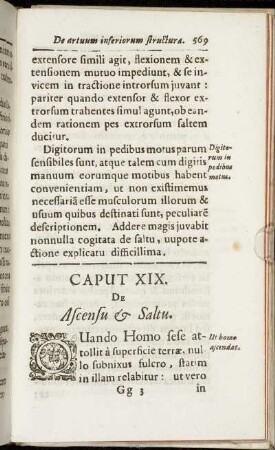 De artuum inferiorum structura. 569
extensore simili agit, flexionem & ex-
tensionem mutuo impediunt, & se in-
vicem in tractione introrsum juvant:
pariter quando extensor & flexor ex-
trorsum trahentes simul agunt, ob ean-
dem rationem pes extrorsum saltem
ducitur.
Digitorum in pedibus motus parum
sensibiles sunt, atque talem cum digitis
manuum eorumque motibus habent
convenientiam, ut non existimemus
necessariā esse musculorum illorum &
usuum quibus destinati sunt, peculiarē
descriptionem. Addere magis juvabit
nonnulla cogitata de saltu, utpote a-
ctione explicatu difficillima.
Digito-
rum in
pedibus
motus.
CAPUT XIX.
DE
Ascensu & Saltu.
QUando Homo sese at-
tollit à superficie terræ, nul-
lo subnixus fulcro, statim
in illam relabitur: ut vero
Ut homo
ascendat.
Gg 3 in